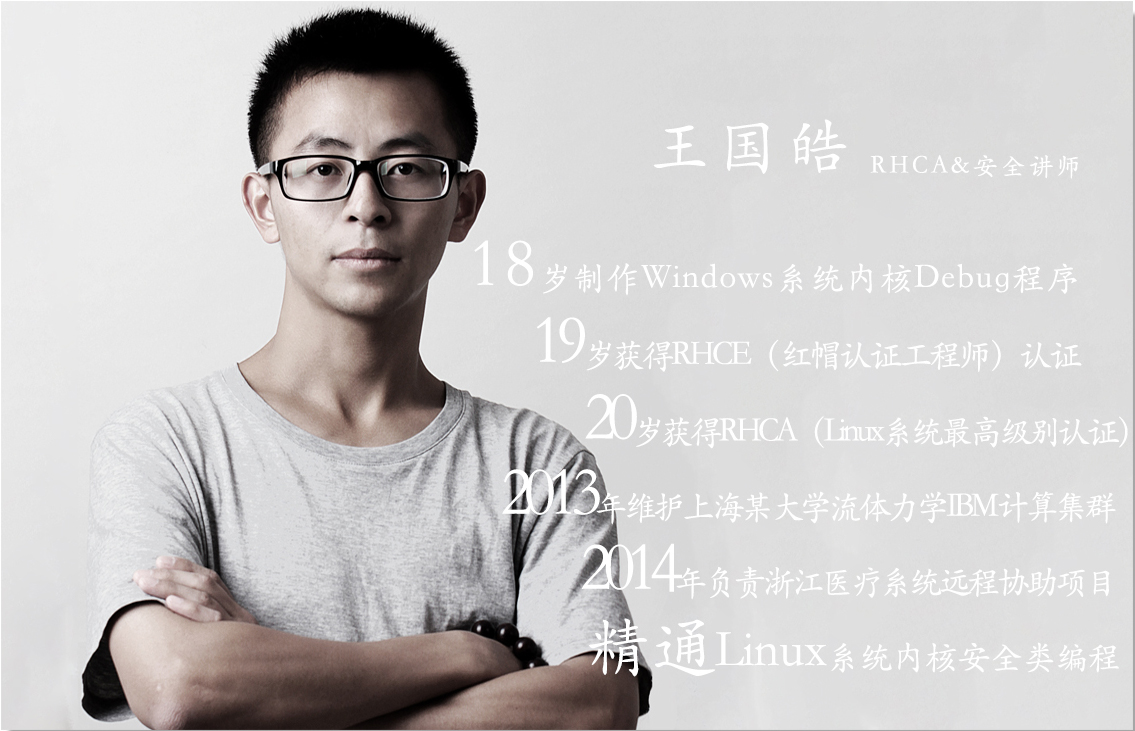 王国皓 RHCA&安全讲师
18岁制作Windows系统内核Debug程序
19岁获得RHCE（红帽认证工程师）认证
20岁获得RHCA（Linux系统最高级别认证）
2013年维护上海某大学流体力学IBM计算集群
2014年负责浙江医疗系统远程协助项目
精通Linux系统内核安全类编程